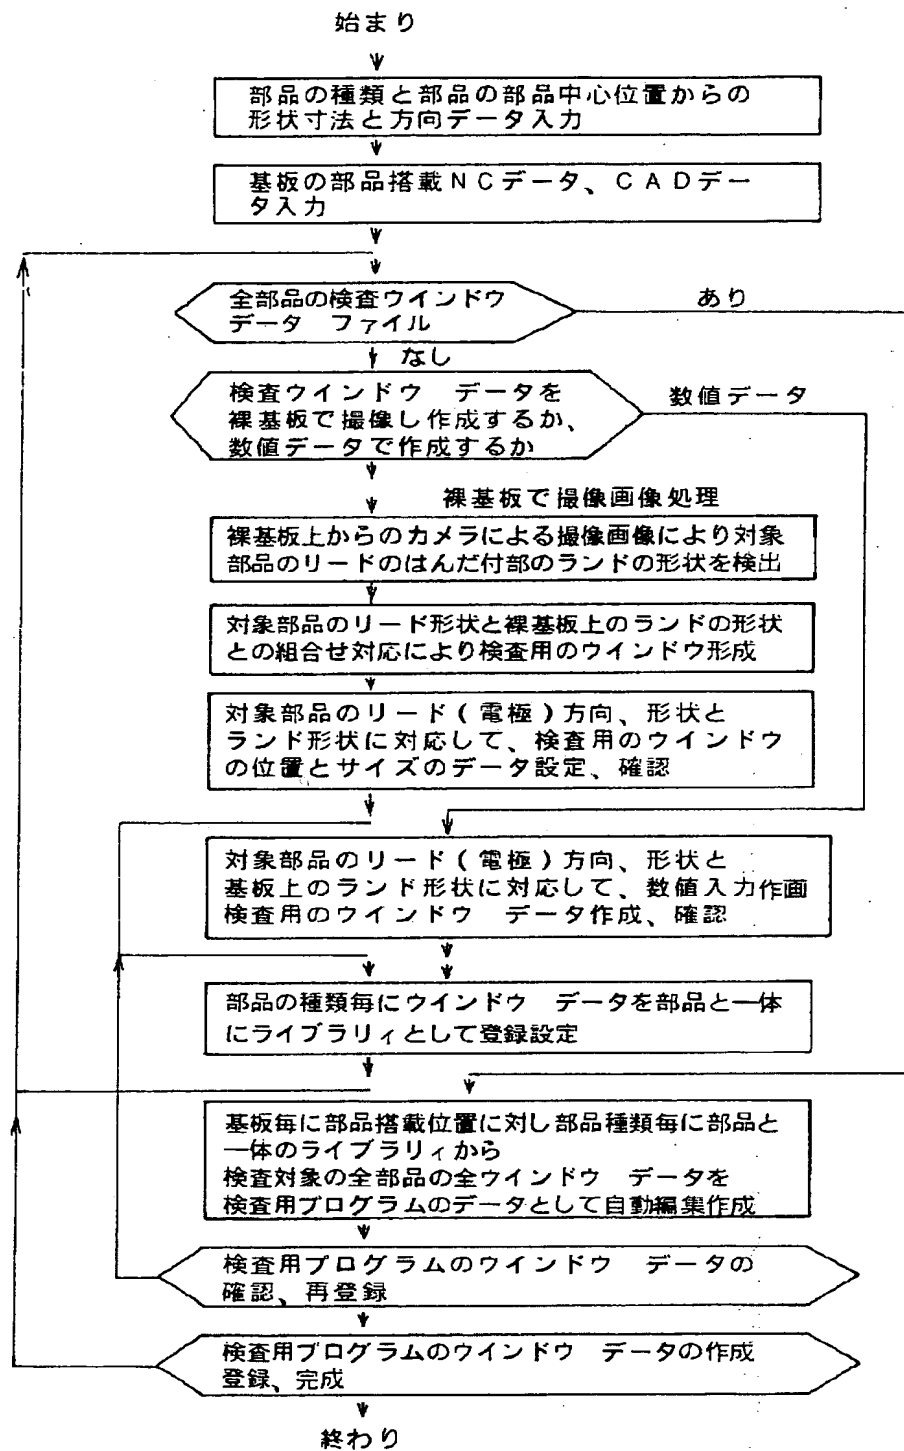 始まり
部品の種類と部品の部品中心位置からの
形状寸法と方向データ入力
基板の部品搭載NCデータ、CADデー
タ入力
全部品の検査ウインドウ
データ ファイル
あり
なし
検査ウインドウ データを
裸基板で撮像し作成するか、
数値データで作成するか
数値データ
裸基板で撮像画像処理
裸基板上からのカメラによる撮像画像により対象
部品のリードのはんだ付部のランドの形状を検出
対象部品のリード形状と裸基板上のランドの形状
との組合せ対応により検査用のウインドウ形成
対象部品のリード(電極)方向、形状と
ランド形状に対応して、検査用のウインドウ
の位置とサイズのデータ設定、確認
対象部品のリード(電極)方向、形状と
基板上のランド形状に対応して、数値入力作画
検査用のウインドウ データ作成、確認
部品の種類毎にウインドウ データを部品と一体
にライブラリィとして登録設定
基板毎に部品搭載位置に対し部品種類毎に部品と
一体のライブラリィから
検査対象の全部品の全ウインドウ データを
検査用プログラムのデータとして自動編集作成
検査用プログラムのウインドウ データの
確認、再登録
検査用プログラムのウインドウ データの作成
登録、完成
終わり